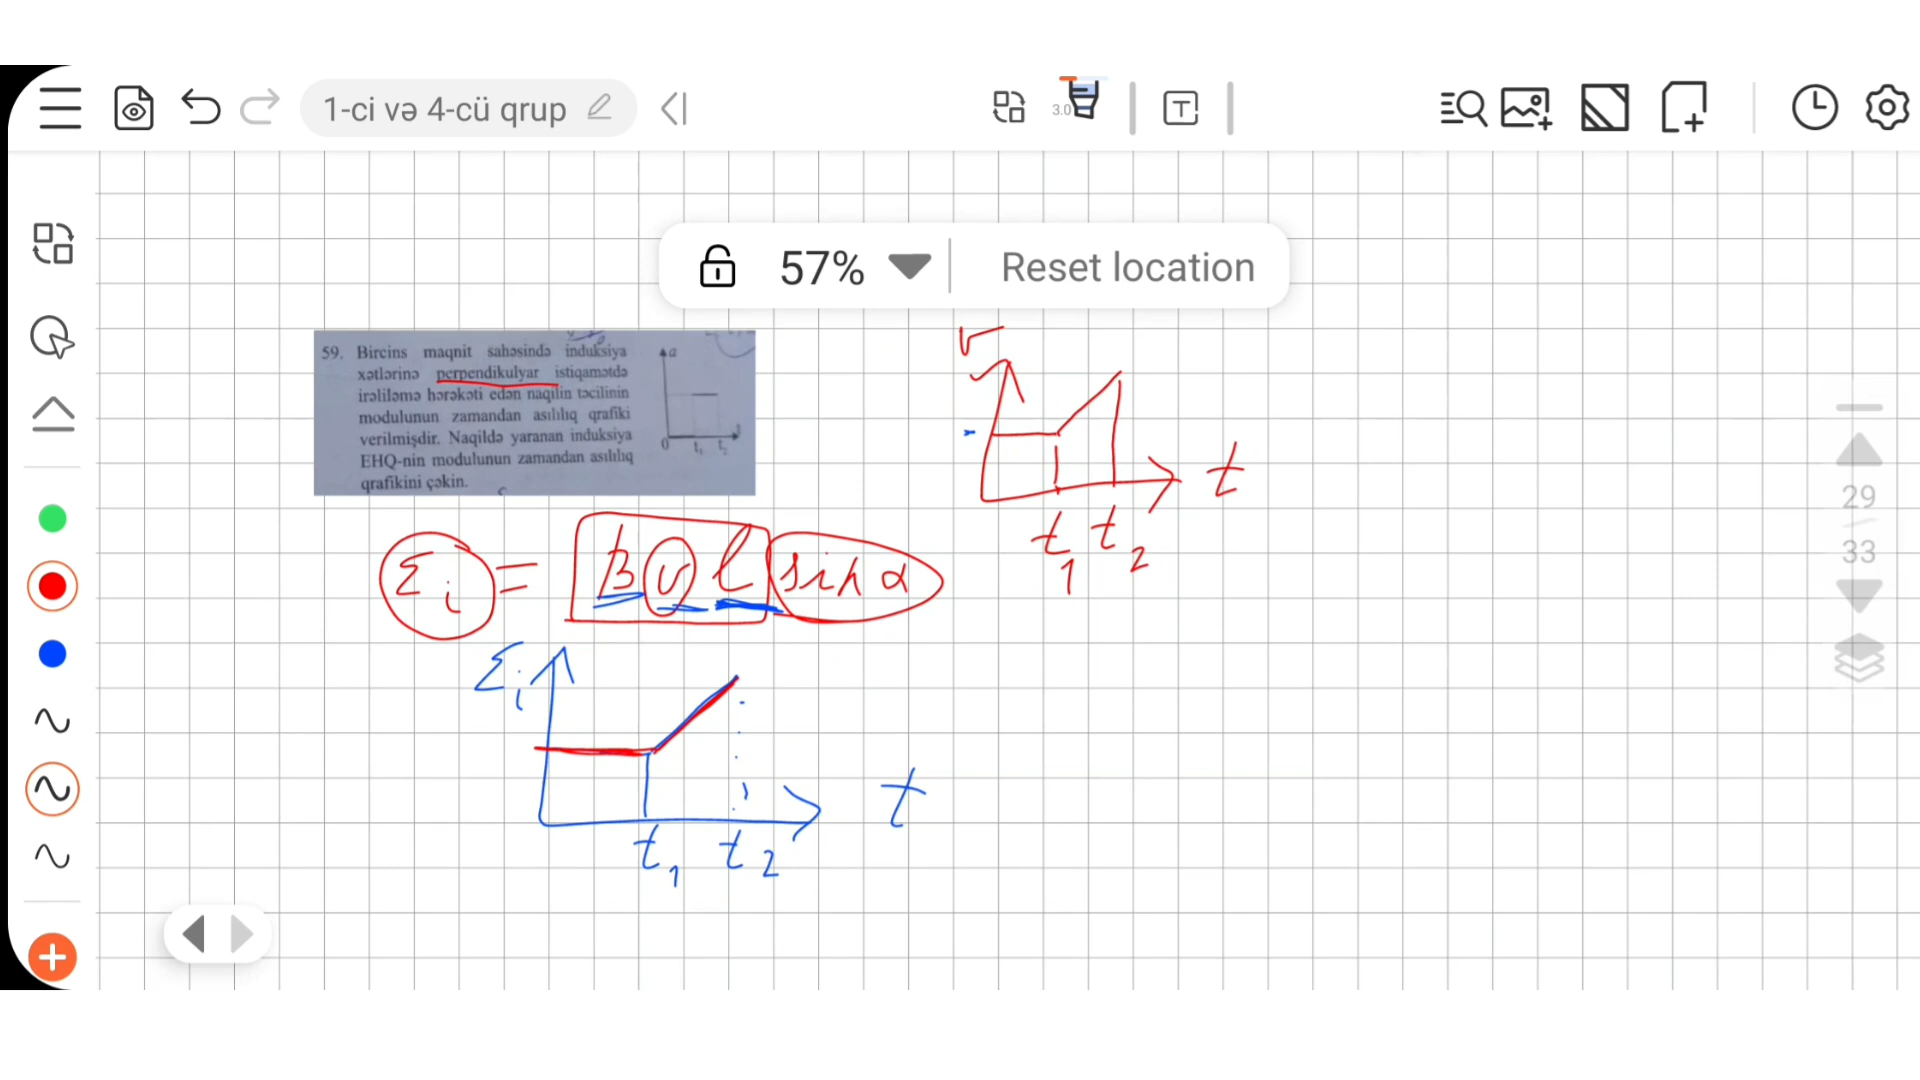 1-ci və 4-cü qrup
3.0
T
57% Reset location
59. Bircins maqnit sahəsində induksiya
xətlərinə perpendikulyar istiqamətdə
irəliləmə hərəkəti edən naqilin təcilinin
modulunun zamandan asılılıq qrafiki
verilmişdir. Naqildə yaranan induksiya
EHQ-nin modulunun zamandan asılılıq
qrafikini çəkin.
a
0 t₁ t₂ t
v
t
t₁ t₂
Ɛi = B v l sin α
Ɛi
t
t₁ t₂
29
33